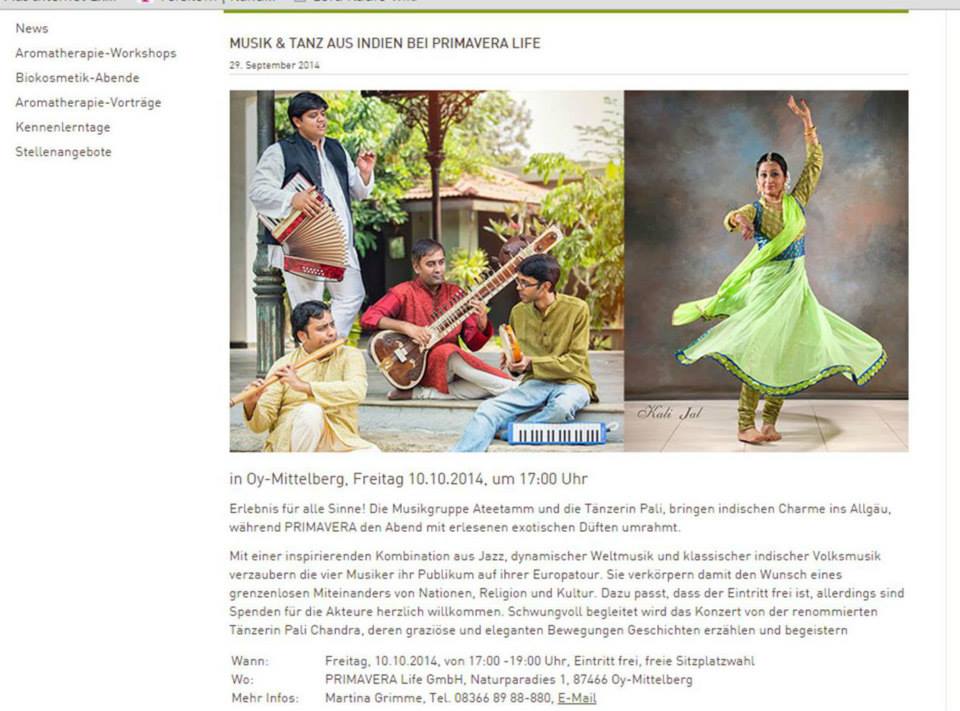 News
Aromatherapie-Workshops
Biokosmetik-Abende
Aromatherapie-Vorträge
Kennenlerntage
Stellenangebote
MUSIK & TANZ AUS INDIEN BEI PRIMAVERA LIFE
29. September 2014
Kali Jal
in Oy-Mittelberg, Freitag 10.10.2014, um 17:00 Uhr
Erlebnis für alle Sinne! Die Musikgruppe Ateetamm und die Tänzerin Pali, bringen indischen Charme ins Allgäu,
während PRIMAVERA den Abend mit erlesenen exotischen Düften umrahmt.
Mit einer inspirierenden Kombination aus Jazz, dynamischer Weltmusik und klassischer indischer Volksmusik
verzaubern die vier Musiker ihr Publikum auf ihrer Europatour. Sie verkörpern damit den Wunsch eines
grenzenlosen Miteinanders von Nationen, Religion und Kultur. Dazu passt, dass der Eintritt frei ist, allerdings sind
Spenden für die Akteure herzlich willkommen. Schwungvoll begleitet wird das Konzert von der renommierten
Tänzerin Pali Chandra, deren graziöse und eleganten Bewegungen Geschichten erzählen und begeistern
Wann: Freitag, 10.10.2014, von 17:00 -19:00 Uhr, Eintritt frei, freie Sitzplatzwahl
Wo: PRIMAVERA Life GmbH, Naturparadies 1, 87466 Oy-Mittelberg
Mehr Infos: Martina Grimme, Tel. 08366 89 88-880, E-Mail